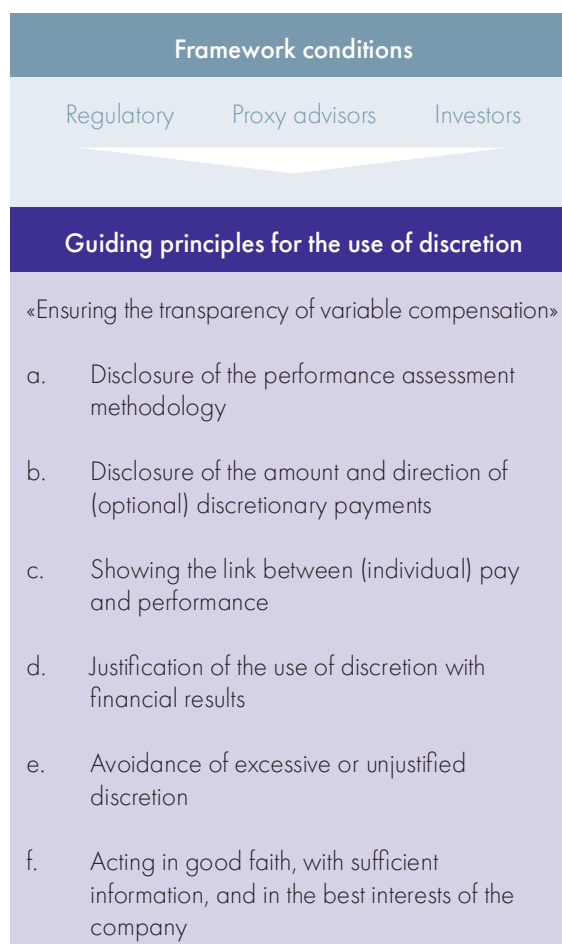 Framework conditions
Regulatory Proxy advisors Investors
Guiding principles for the use of discretion
«Ensuring the transparency of variable compensation»
a. Disclosure of the performance assessment
methodology
b. Disclosure of the amount and direction of
(optional) discretionary payments
c. Showing the link between (individual) pay
and performance
d. Justification of the use of discretion with
financial results
e. Avoidance of excessive or unjustified
discretion
f. Acting in good faith, with sufficient
information, and in the best interests of the
company